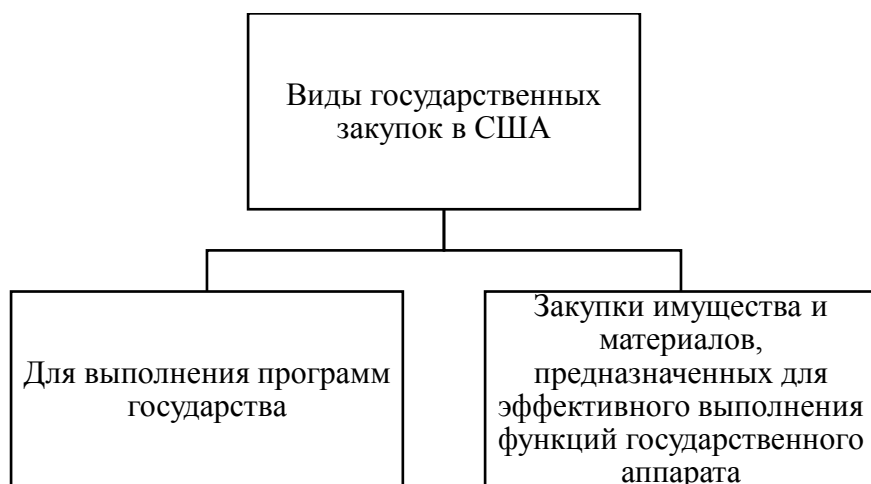 Виды государственных
закупок в США
Для выполнения программ
государства
Закупки имущества и
материалов,
предназначенных для
эффективного выполнения
функций государственного
аппарата